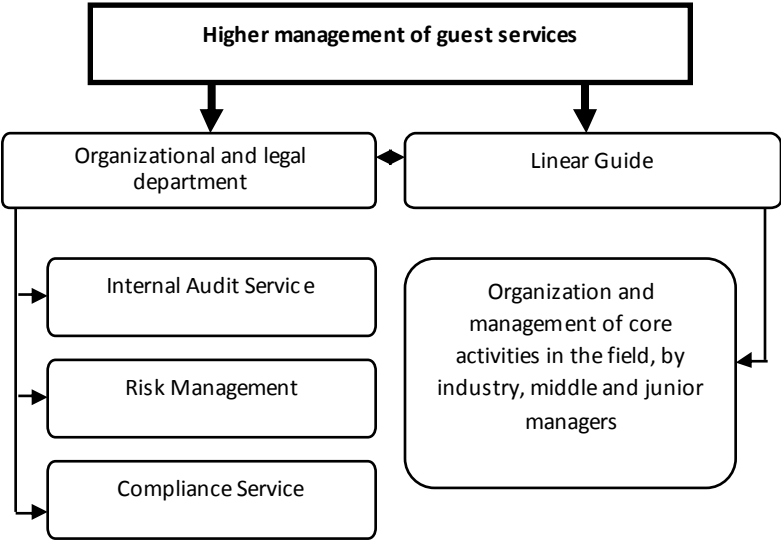 Higher management of guest services
Organizational and legal
department
Linear Guide
Internal Audit Service
Risk Management
Compliance Service
Organization and
management of core
activities in the field, by
industry, middle and junior
managers